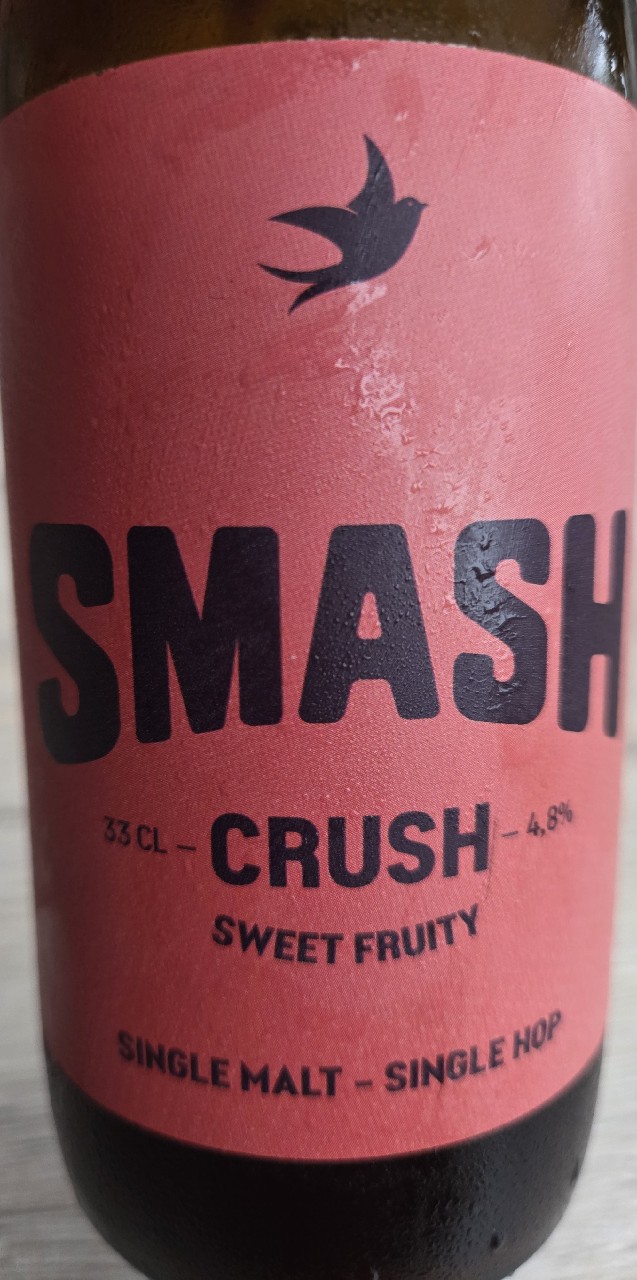 SMASH
33 CL – CRUSH – 4,8%
SWEET FRUITY
SINGLE MALT – SINGLE HOP